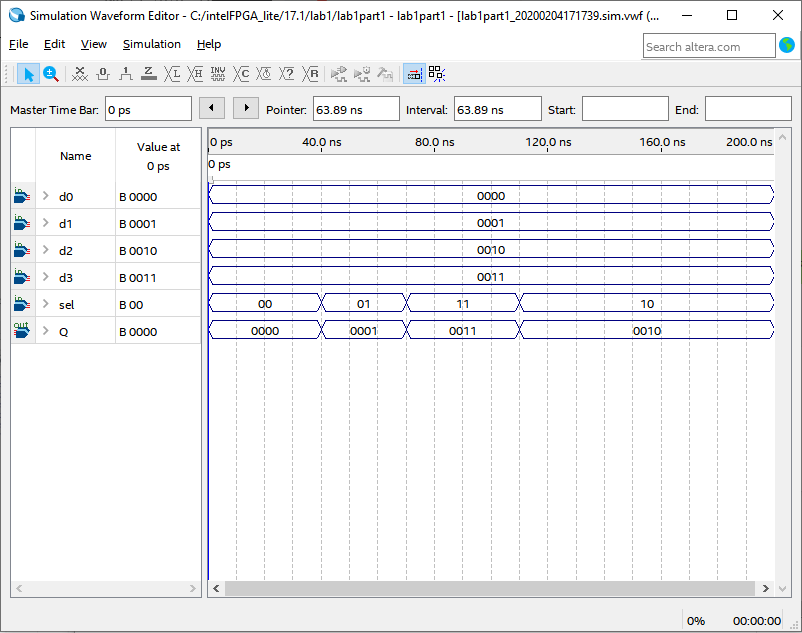 Simulation Waveform Editor - C:/intelFPGA_lite/17.1/lab1/lab1part1 - lab1part1 - [lab1part1_20200204171739.sim.vwf (...
File Edit View Simulation Help
Search altera.com
Master Time Bar: 0 ps Pointer: 63.89 ns Interval: 63.89 ns Start: End:
Name
Value at
0 ps
0 ps 40.0 ns 80.0 ns 120.0 ns 160.0 ns 200.0 ns
0 ps
d0 B 0000 0000
d1 B 0001 0001
d2 B 0010 0010
d3 B 0011 0011
sel B 00 00 01 11 10
Q B 0000 0000 0001 0011 0010
0% 00:00:00